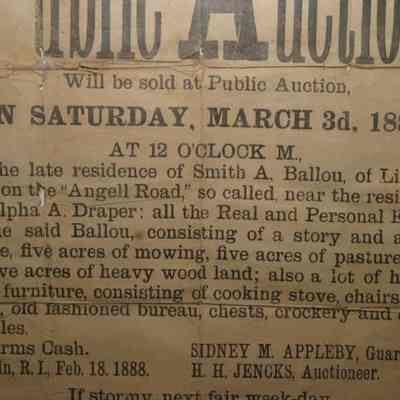 ublic Auctio
Will be sold at Public Auction,
N SATURDAY, MARCH 3d, 188
AT 12 O'CLOCK M.,
he late residence of Smith A. Ballou, of Li
on the "Angell Road," so called, near the resi
lpha A. Draper; all the Real and Personal E
he said Ballou, consisting of a story and a
e, five acres of mowing, five acres of pasture
ve acres of heavy wood land; also a lot of h
furniture, consisting of cooking stove, chairs
, old fashioned bureau, chests, crockery and
les.
rms Cash. SIDNEY M. APPLEBY, Guar
in, R. I., Feb. 18. 1888. H. H. JENCKS, Auctioneer.
If stormy, next fair week-day.